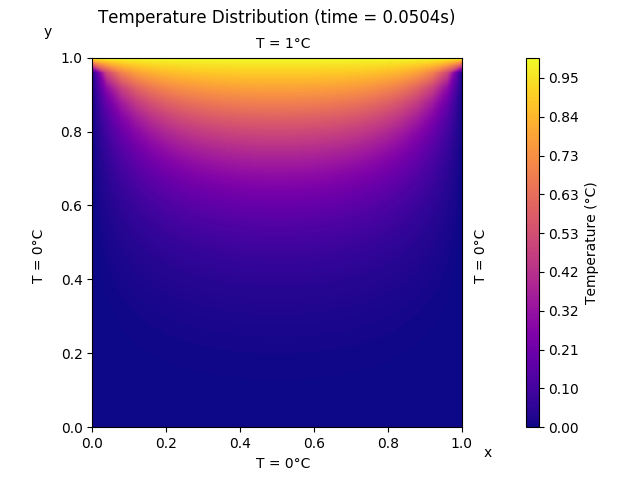 Temperature Distribution (time = 0.0504s)
y
T = 1°C
1.0
0.8
0.6
0.4
0.2
0.0
T = 0°C
0.0 0.2 0.4 0.6 0.8 1.0
x
T = 0°C
T = 0°C
0.95
0.84
0.73
0.63
0.53
0.42
0.32
0.21
0.10
0.00
Temperature (°C)